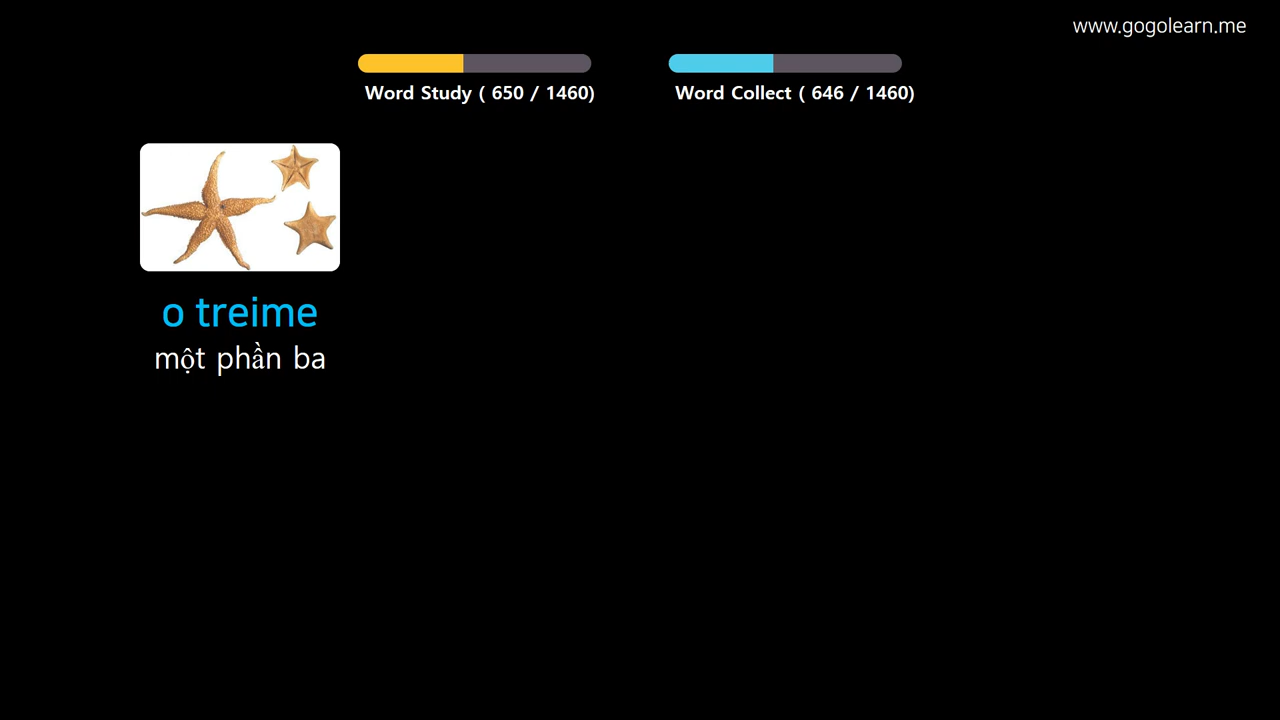 www.gogolearn.me
Word Study ( 650 / 1460)
Word Collect ( 646 / 1460)
o treime
một phần ba